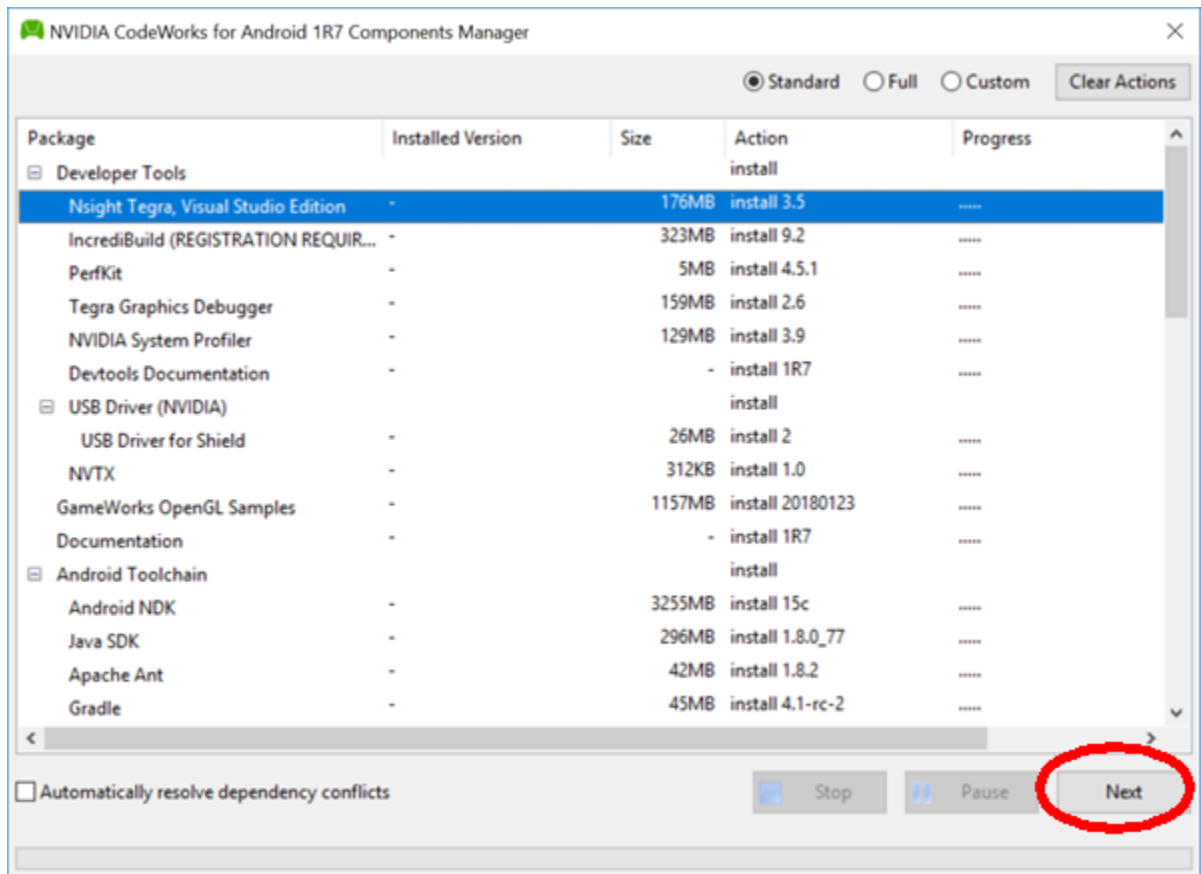 NVIDIA CodeWorks for Android 1R7 Components Manager
Standard Full Custom Clear Actions
Package Installed Version Size Action Progress
Developer Tools install
Nsight Tegra, Visual Studio Edition - 176MB install 3.5 .....
IncrediBuild (REGISTRATION REQUIR... - 323MB install 9.2 .....
PerfKit - 5MB install 4.5.1 .....
Tegra Graphics Debugger - 159MB install 2.6 .....
NVIDIA System Profiler - 129MB install 3.9 .....
Devtools Documentation - - install 1R7 .....
USB Driver (NVIDIA) install
USB Driver for Shield - 26MB install 2 .....
NVTX - 312KB install 1.0 .....
GameWorks OpenGL Samples - 1157MB install 20180123 .....
Documentation - - install 1R7 .....
Android Toolchain install
Android NDK - 3255MB install 15c .....
Java SDK - 296MB install 1.8.0_77 .....
Apache Ant - 42MB install 1.8.2 .....
Gradle - 45MB install 4.1-rc-2 .....
Automatically resolve dependency conflicts Stop Pause Next